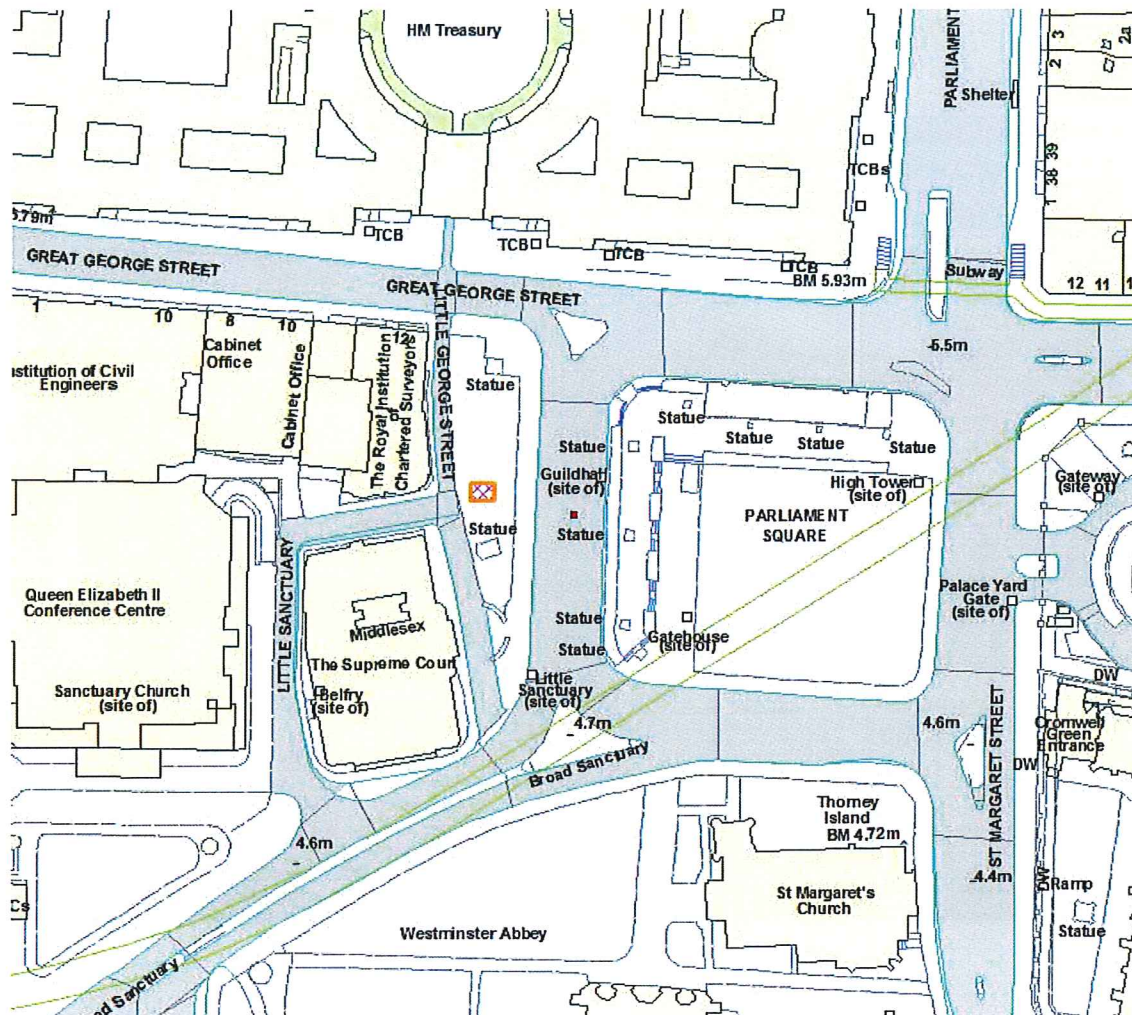 HM Treasury
PARLIAMENT
Shelter
3
2
2a
TCBs
39
38
1
TCB
TCB
TCB
TCB
BM 5.93m
Subway
12
11
GREAT GEORGE STREET
GREAT GEORGE STREET
LITTLE GEORGE STREET
1
10
8
10
12
Cabinet
Office
Cabinet Office
The Royal Institution
of
Chartered Surveyors
Engineers
of Civil
5.5m
Statue
Statue
Statue
Statue
Statue
Statue
Statue
Guildhall
(site of)
High Tower
(site of)
Gateway
(site of)
PARLIAMENT
SQUARE
Statue
Statue
Queen Elizabeth II
Conference Centre
LITTLE SANCTUARY
Middlesex
The Supreme Court
Palace Yard
Gate
(site of)
Statue
Statue
Gatehouse
(site of)
Sanctuary Church
(site of)
Belfry
(site of)
Little
Sanctuary
(site of)
4.7m
4.6m
DW
Cromwell
Green
Entrance
DW
Broad Sanctuary
ST MARGARET STREET
Thorney
Island
BM 4.72m
4.6m
4.4m
DW
Ramp
Statue
St Margaret's
Church
Westminster Abbey
Sanctuary